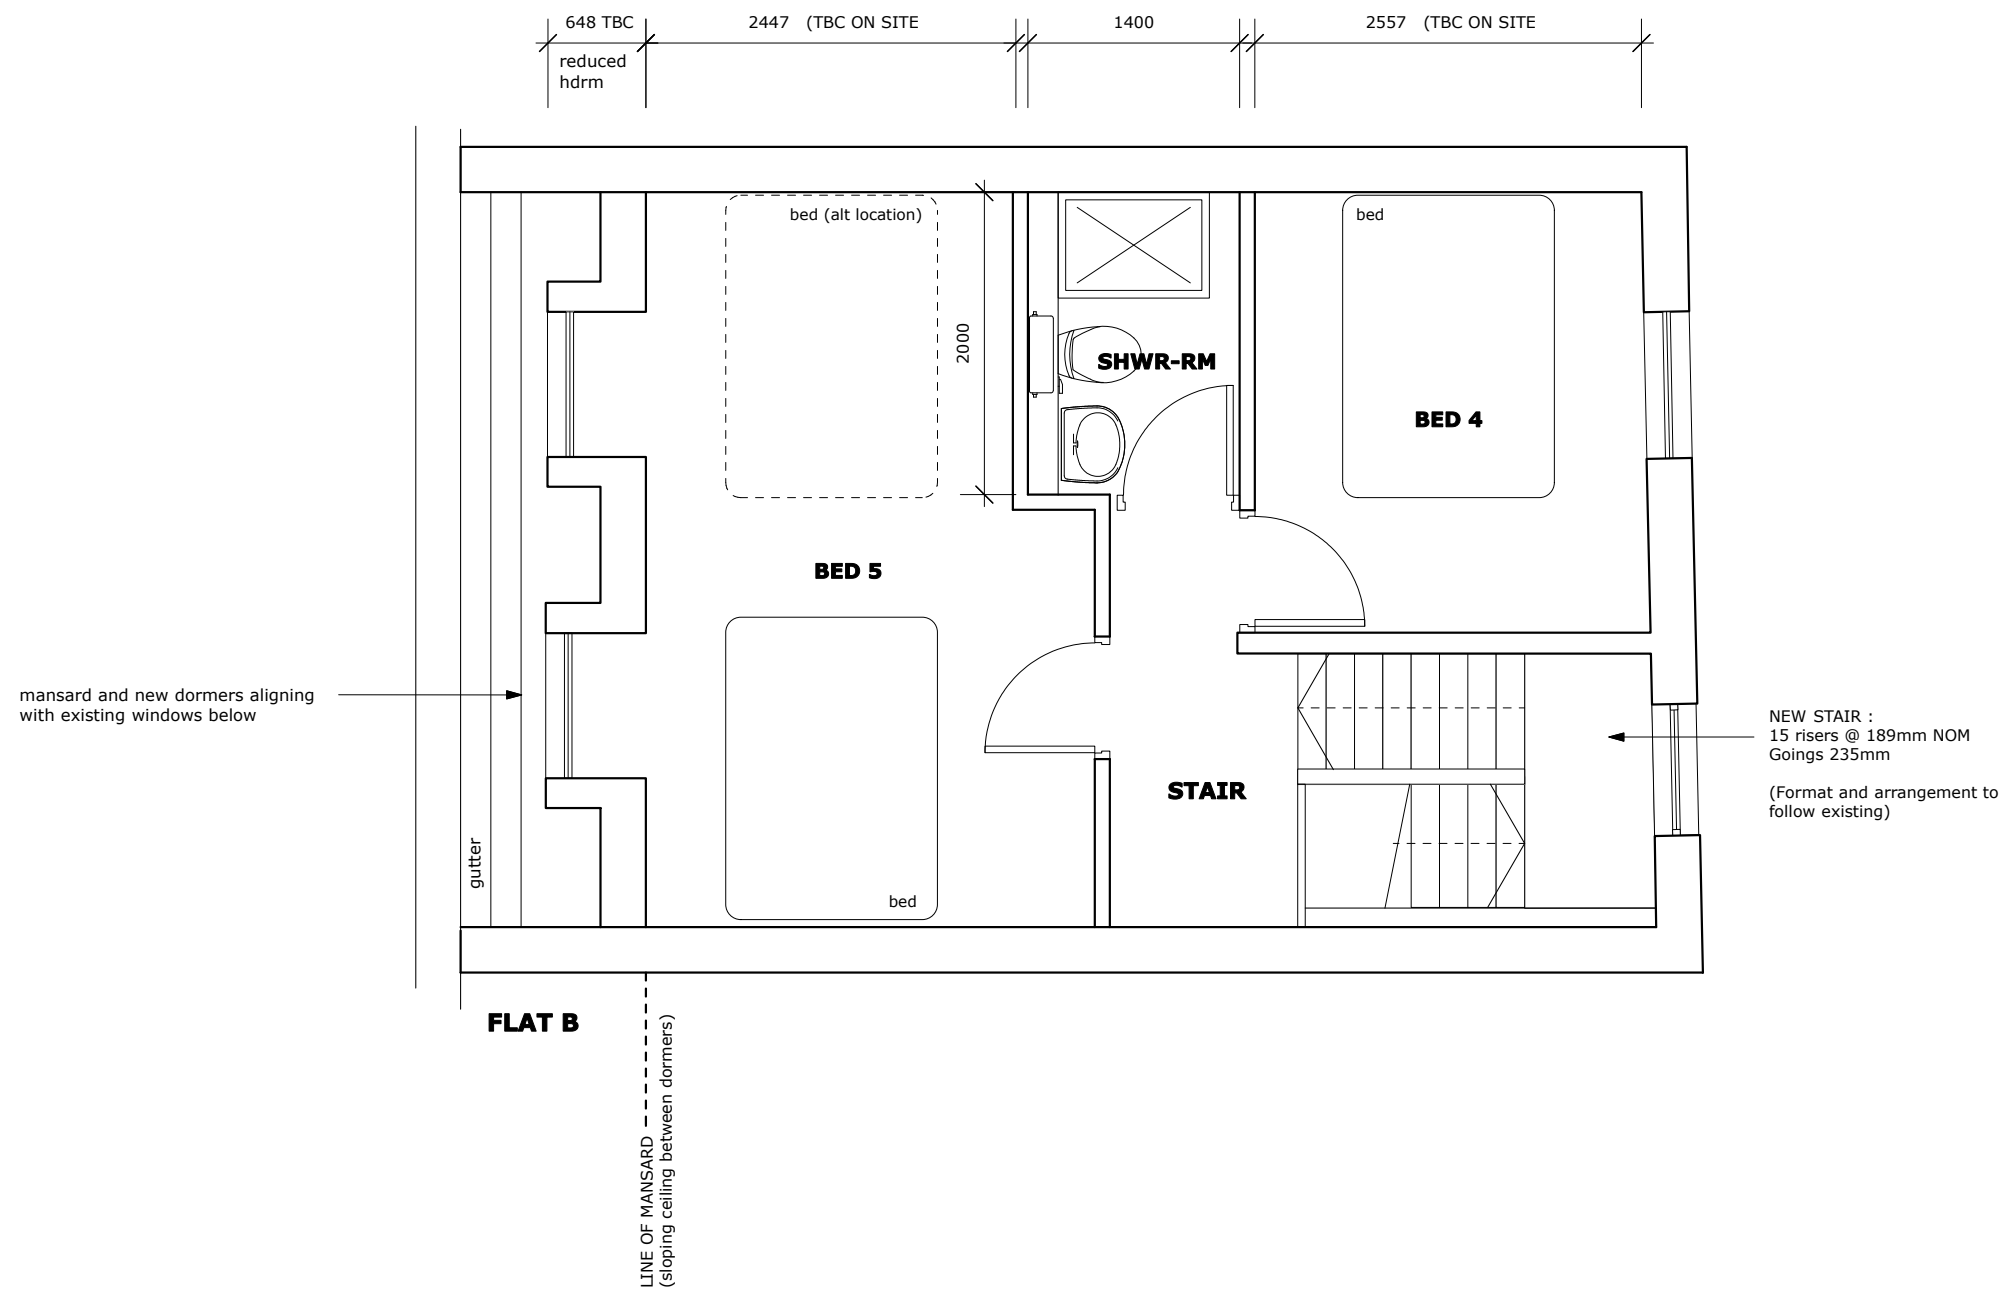 648 TBC
2447 (TBC ON SITE
1400
2557 (TBC ON SITE
reduced
hdrm
bed (alt location)
bed
2000
SHWR-RM
BED 4
BED 5
mansard and new dormers aligning
with existing windows below
NEW STAIR :
15 risers @ 189mm NOM
Goings 235mm
(Format and arrangement to
follow existing)
STAIR
gutter
bed
FLAT B
LINE OF MANSARD
(sloping ceiling between dormers)